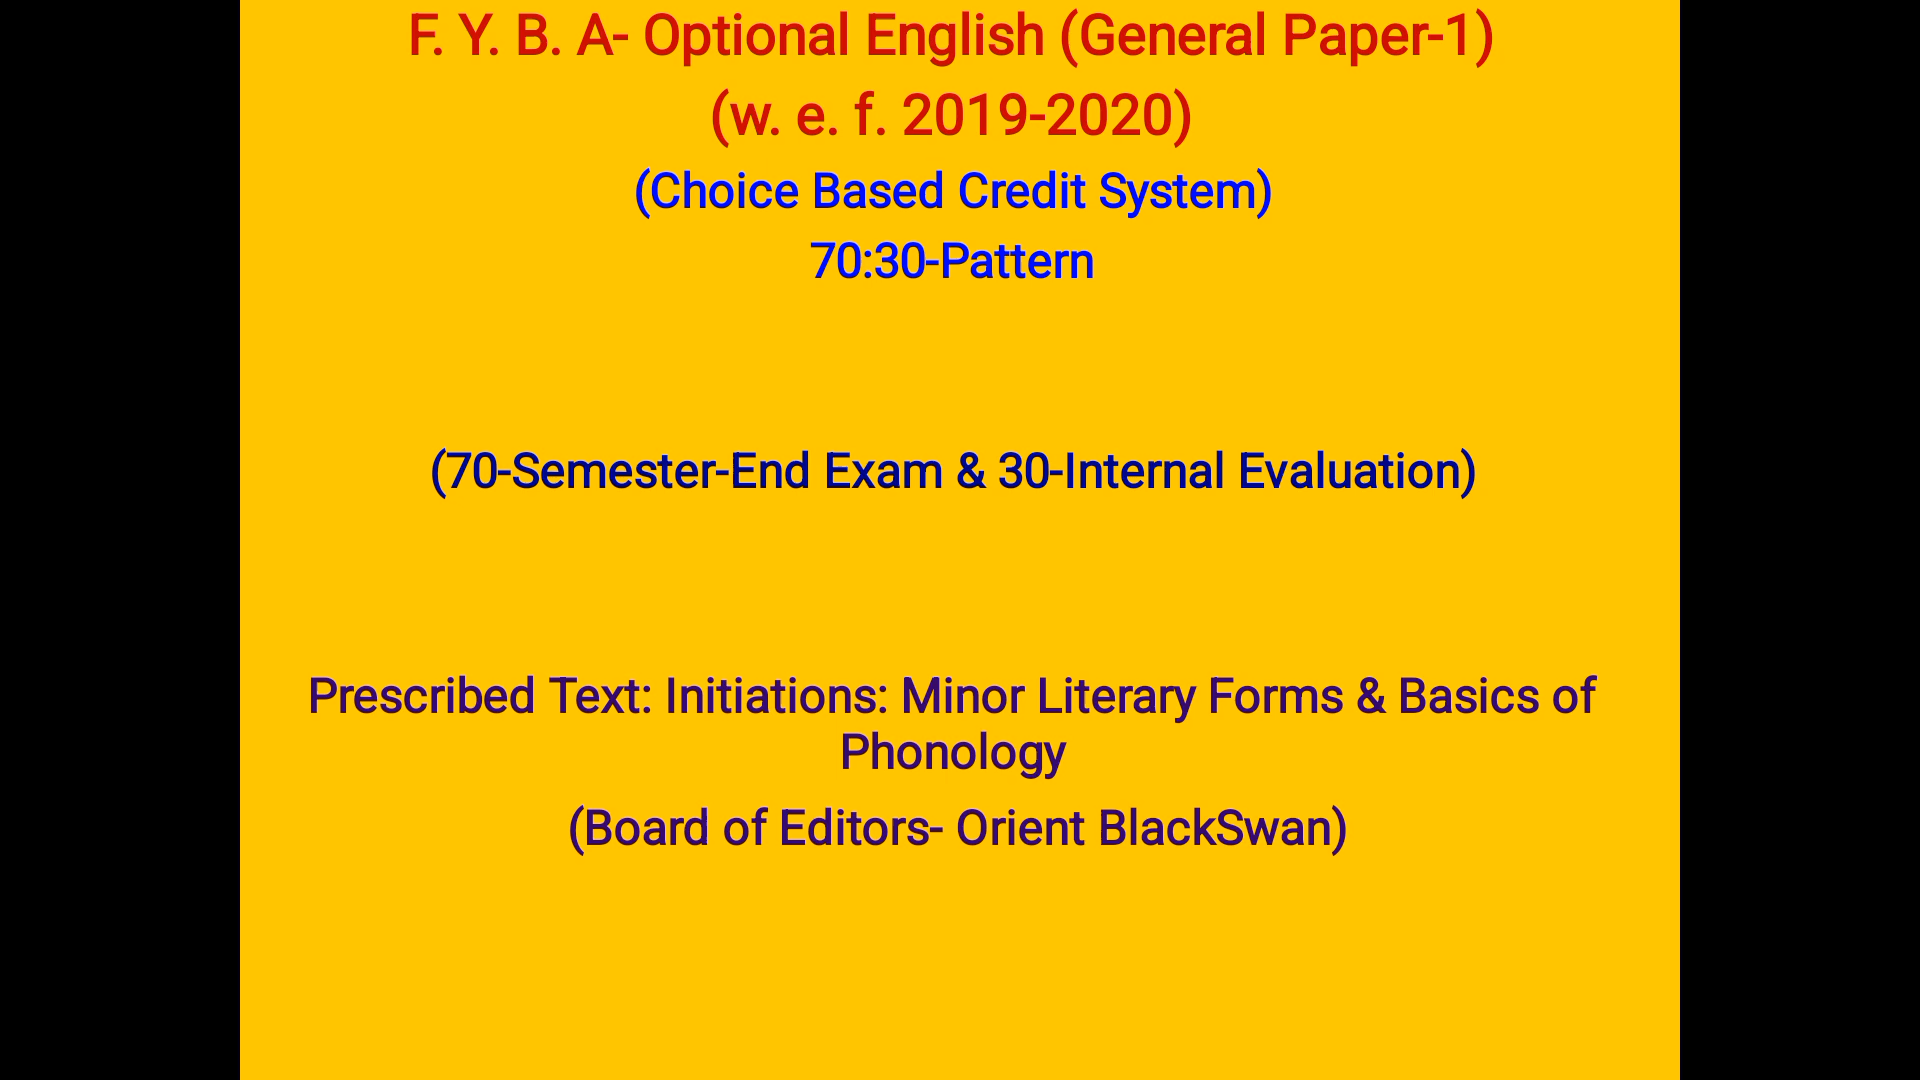 F. Y. B. A- Optional English (General Paper-1)
(w. e. f. 2019-2020)
(Choice Based Credit System)
70:30-Pattern
(70-Semester-End Exam & 30-Internal Evaluation)
Prescribed Text: Initiations: Minor Literary Forms & Basics of
Phonology
(Board of Editors- Orient BlackSwan)